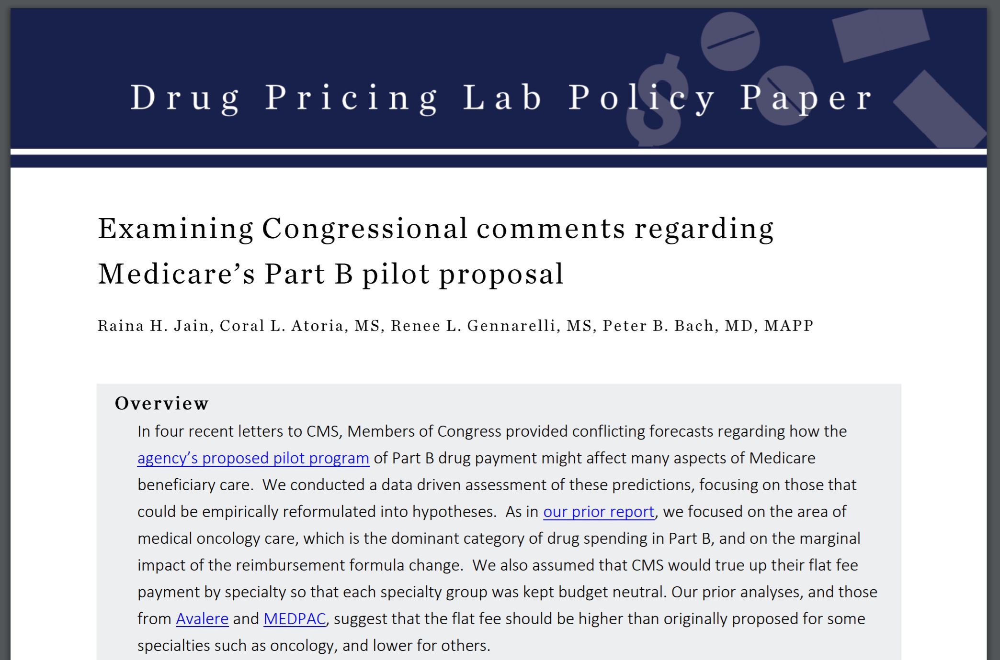 Drug Pricing Lab Policy Paper
Examining Congressional comments regarding
Medicare’s Part B pilot proposal
Raina H. Jain, Coral L. Atoria, MS, Renee L. Gennarelli, MS, Peter B. Bach, MD, MAPP
Overview
In four recent letters to CMS, Members of Congress provided conflicting forecasts regarding how the
agency’s proposed pilot program of Part B drug payment might affect many aspects of Medicare
beneficiary care.  We conducted a data driven assessment of these predictions, focusing on those that
could be empirically reformulated into hypotheses.  As in our prior report, we focused on the area of
medical oncology care, which is the dominant category of drug spending in Part B, and on the marginal
impact of the reimbursement formula change.  We also assumed that CMS would true up their flat fee
payment by specialty so that each specialty group was kept budget neutral. Our prior analyses, and those
from Avalere and MEDPAC, suggest that the flat fee should be higher than originally proposed for some
specialties such as oncology, and lower for others.